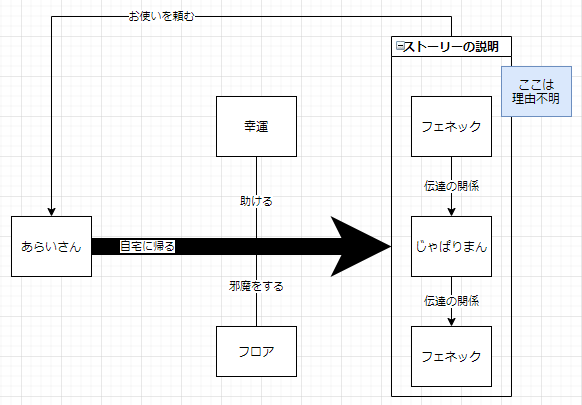 お使いを頼む
ストーリーの説明
ここは
理由不明
幸運
フェネック
助ける
伝達の関係
あらいさん
自宅に帰る
じゃぱりまん
邪魔をする
伝達の関係
フロア
フェネック